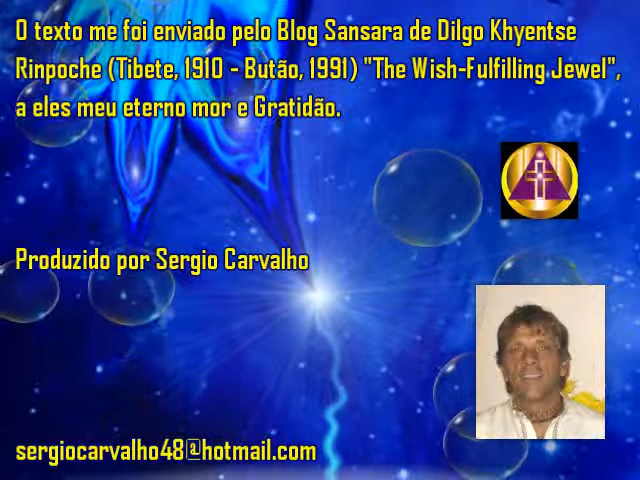 O texto me foi enviado pelo Blog Sansara de Dilgo Khyentse
Rinpoche (Tibete, 1910 - Butão, 1991) "The Wish-Fulfilling Jewel",
a eles meu eterno mor e Gratidão.
Produzido por Sergio Carvalho
sergiocarvalho48@hotmail.com